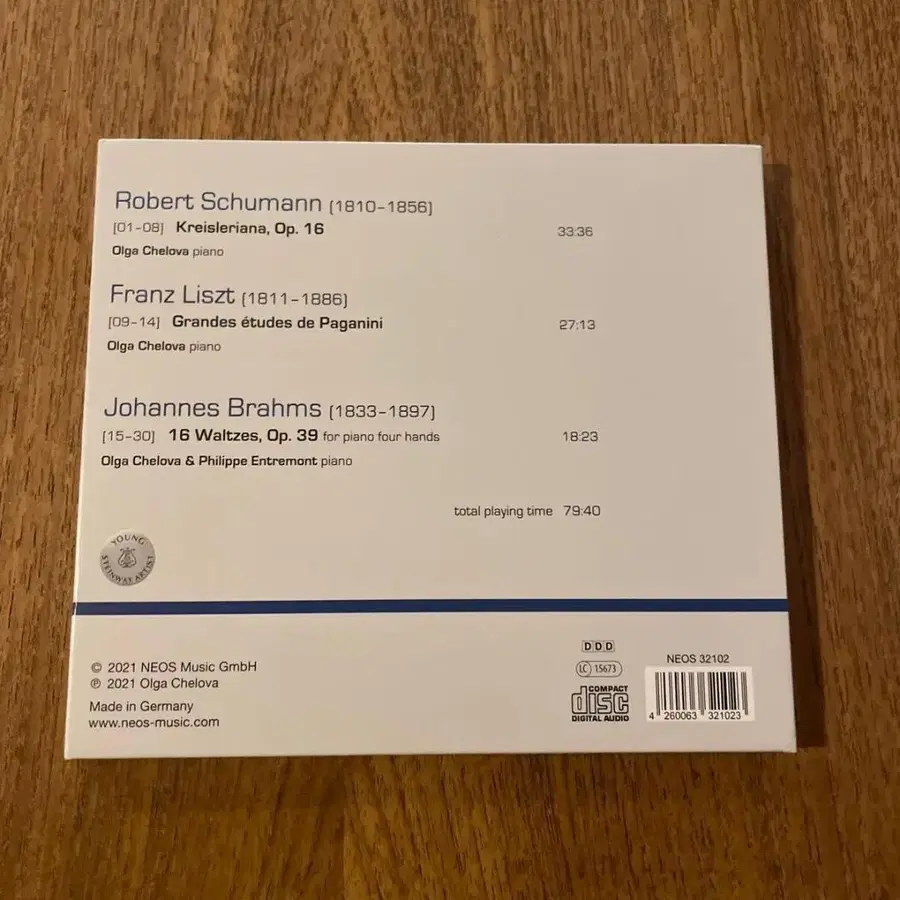 Robert Schumann (1810–1856)
[01–08] Kreisleriana, Op. 16 33:36
Olga Chelova piano
Franz Liszt (1811–1886)
[09–14] Grandes études de Paganini 27:13
Olga Chelova piano
Johannes Brahms (1833–1897)
[15–30] 16 Waltzes, Op. 39 for piano four hands 18:23
Olga Chelova & Philippe Entremont piano
total playing time 79:40
YOUNG
STEINWAY ARTIST
© 2021 NEOS Music GmbH
℗ 2021 Olga Chelova
Made in Germany
www.neos-music.com
DDD
LC 15673
COMPACT
disc
DIGITAL AUDIO
NEOS 32102
4 260063 321023